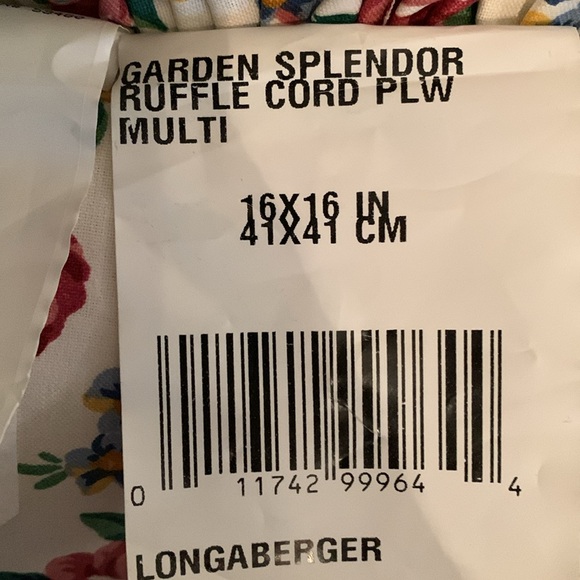 GARDEN SPLENDOR
RUFFLE CORD PLW
MULTI
16X16 IN
41X41 CM
0 11742 99964 4
LONGABERGER